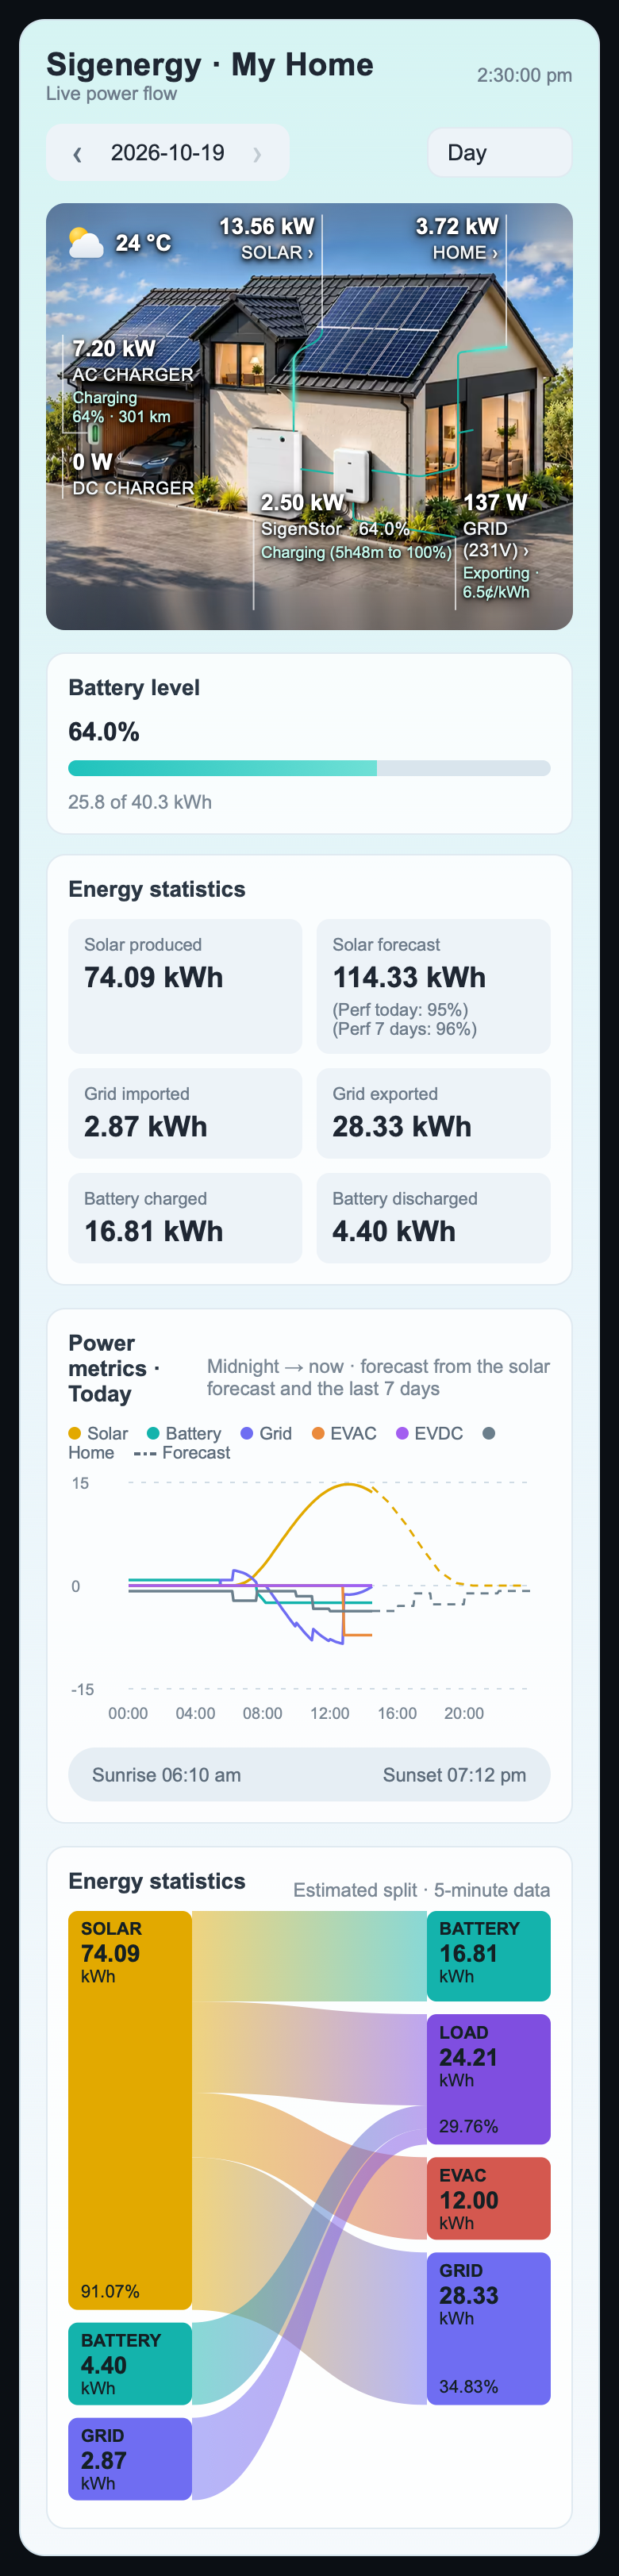 Sigenergy · My Home
Live power flow
2:30:00 pm
‹ 2026-10-19 ›
Day
24 °C
13.56 kW
SOLAR ›
3.72 kW
HOME ›
7.20 kW
AC CHARGER
Charging
64% · 301 km
0 W
DC CHARGER
2.50 kW
SigenStor · 64.0%
Charging (5h48m to 100%)
137 W
GRID
(231V) ›
Exporting ·
6.5¢/kWh
Battery level
64.0%
25.8 of 40.3 kWh
Energy statistics
Solar produced
74.09 kWh
Solar forecast
114.33 kWh
(Perf today: 95%)
(Perf 7 days: 96%)
Grid imported
2.87 kWh
Grid exported
28.33 kWh
Battery charged
16.81 kWh
Battery discharged
4.40 kWh
Power
metrics ·
Today
Midnight → now · forecast from the solar
forecast and the last 7 days
Solar Battery Grid EVAC EVDC
Home Forecast
15
0
-15
00:00 04:00 08:00 12:00 16:00 20:00
Sunrise 06:10 am
Sunset 07:12 pm
Energy statistics
Estimated split · 5-minute data
SOLAR
74.09
kWh
91.07%
BATTERY
4.40
kWh
GRID
2.87
kWh
BATTERY
16.81
kWh
LOAD
24.21
kWh
29.76%
EVAC
12.00
kWh
GRID
28.33
kWh
34.83%